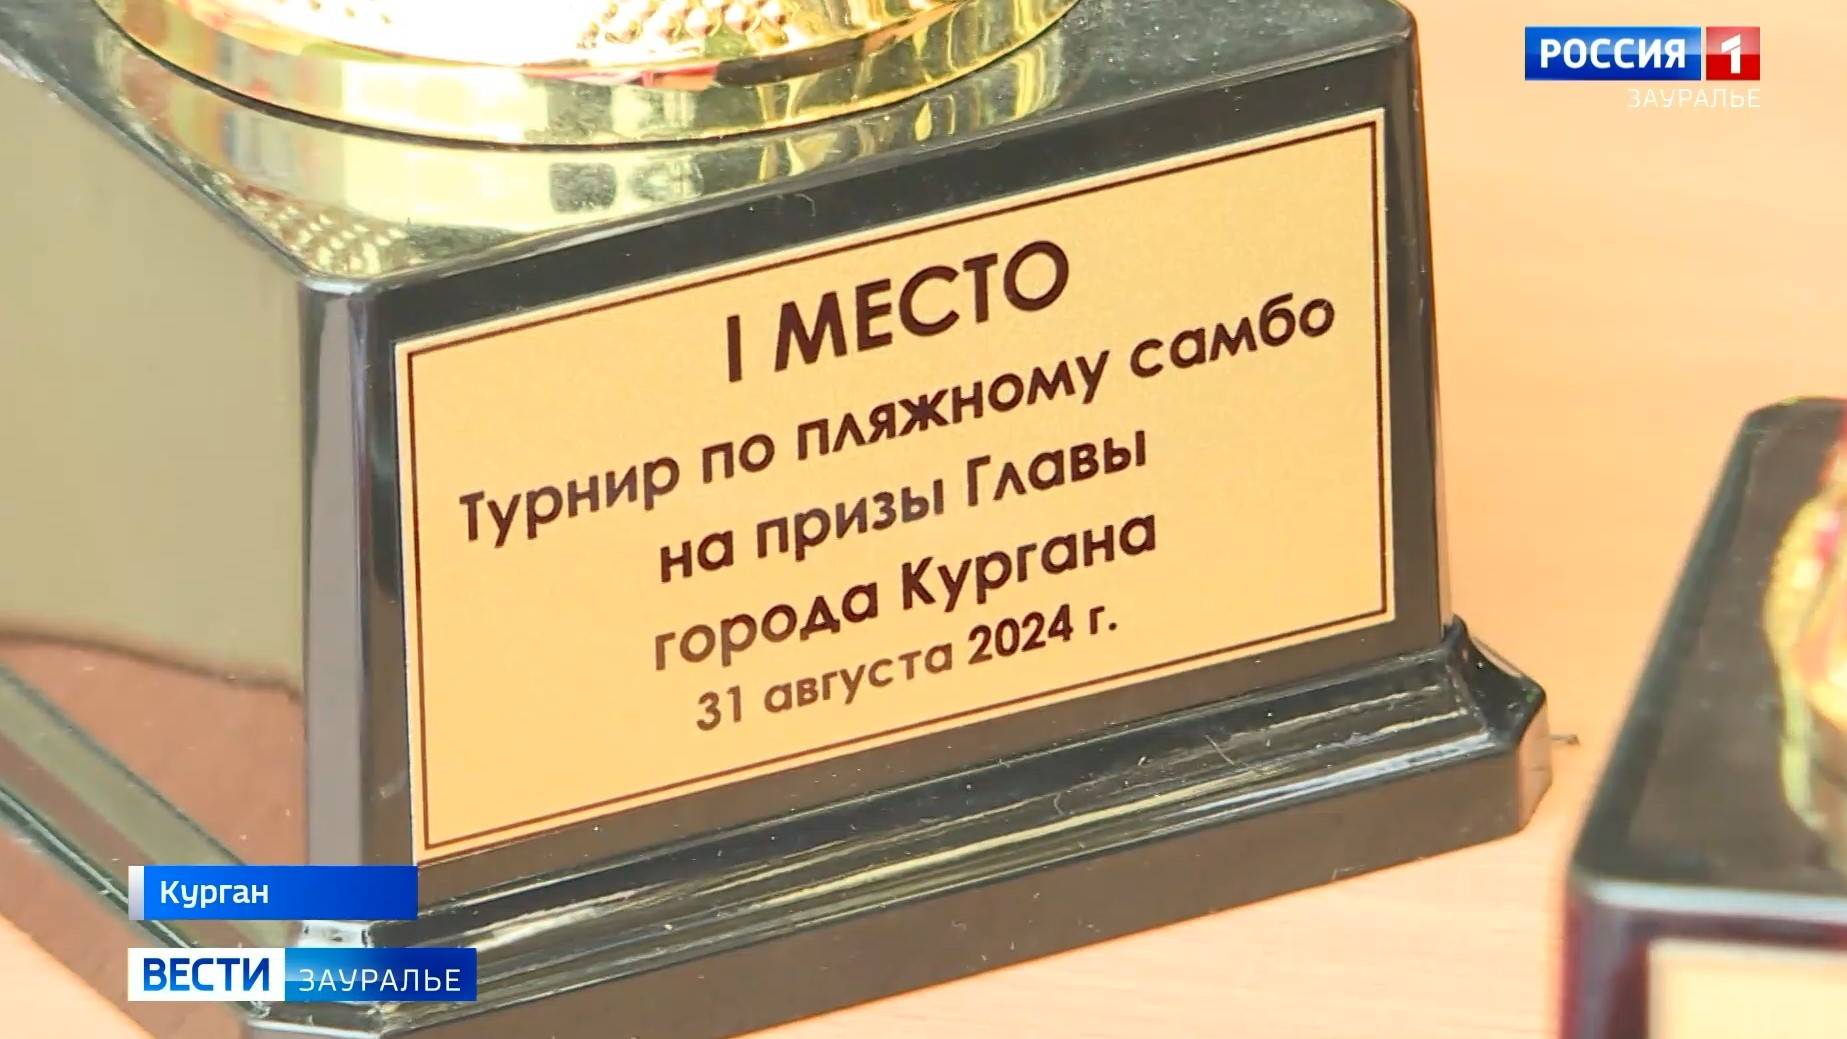 РОССИЯ 1
ЗАУРАЛЬЕ
I МЕСТО
Турнир по пляжному самбо
на призы Главы
города Кургана
31 августа 2024 г.
Курган
ВЕСТИ ЗАУРАЛЬЕ